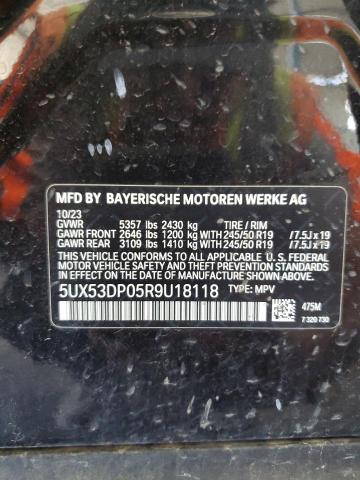 MFD BY BAYERISCHE MOTOREN WERKE AG
10/23
GVWR 5357 lbs 2430 kg TIRE / RIM
GAWR FRONT 2646 lbs 1200 kg WITH 245/50 R19 /7.5J x 19
GAWR REAR 3109 lbs 1410 kg WITH 245/50 R19 /7.5J x 19
THIS VEHICLE CONFORMS TO ALL APPLICABLE U. S. FEDERAL
MOTOR VEHICLE SAFETY STANDARDS IN EFFECT ON THE DATE OF
MANUFACTURE SHOWN ABOVE.
5UX53DP05R9U18118 TYPE: MPV
475M
7 320 730